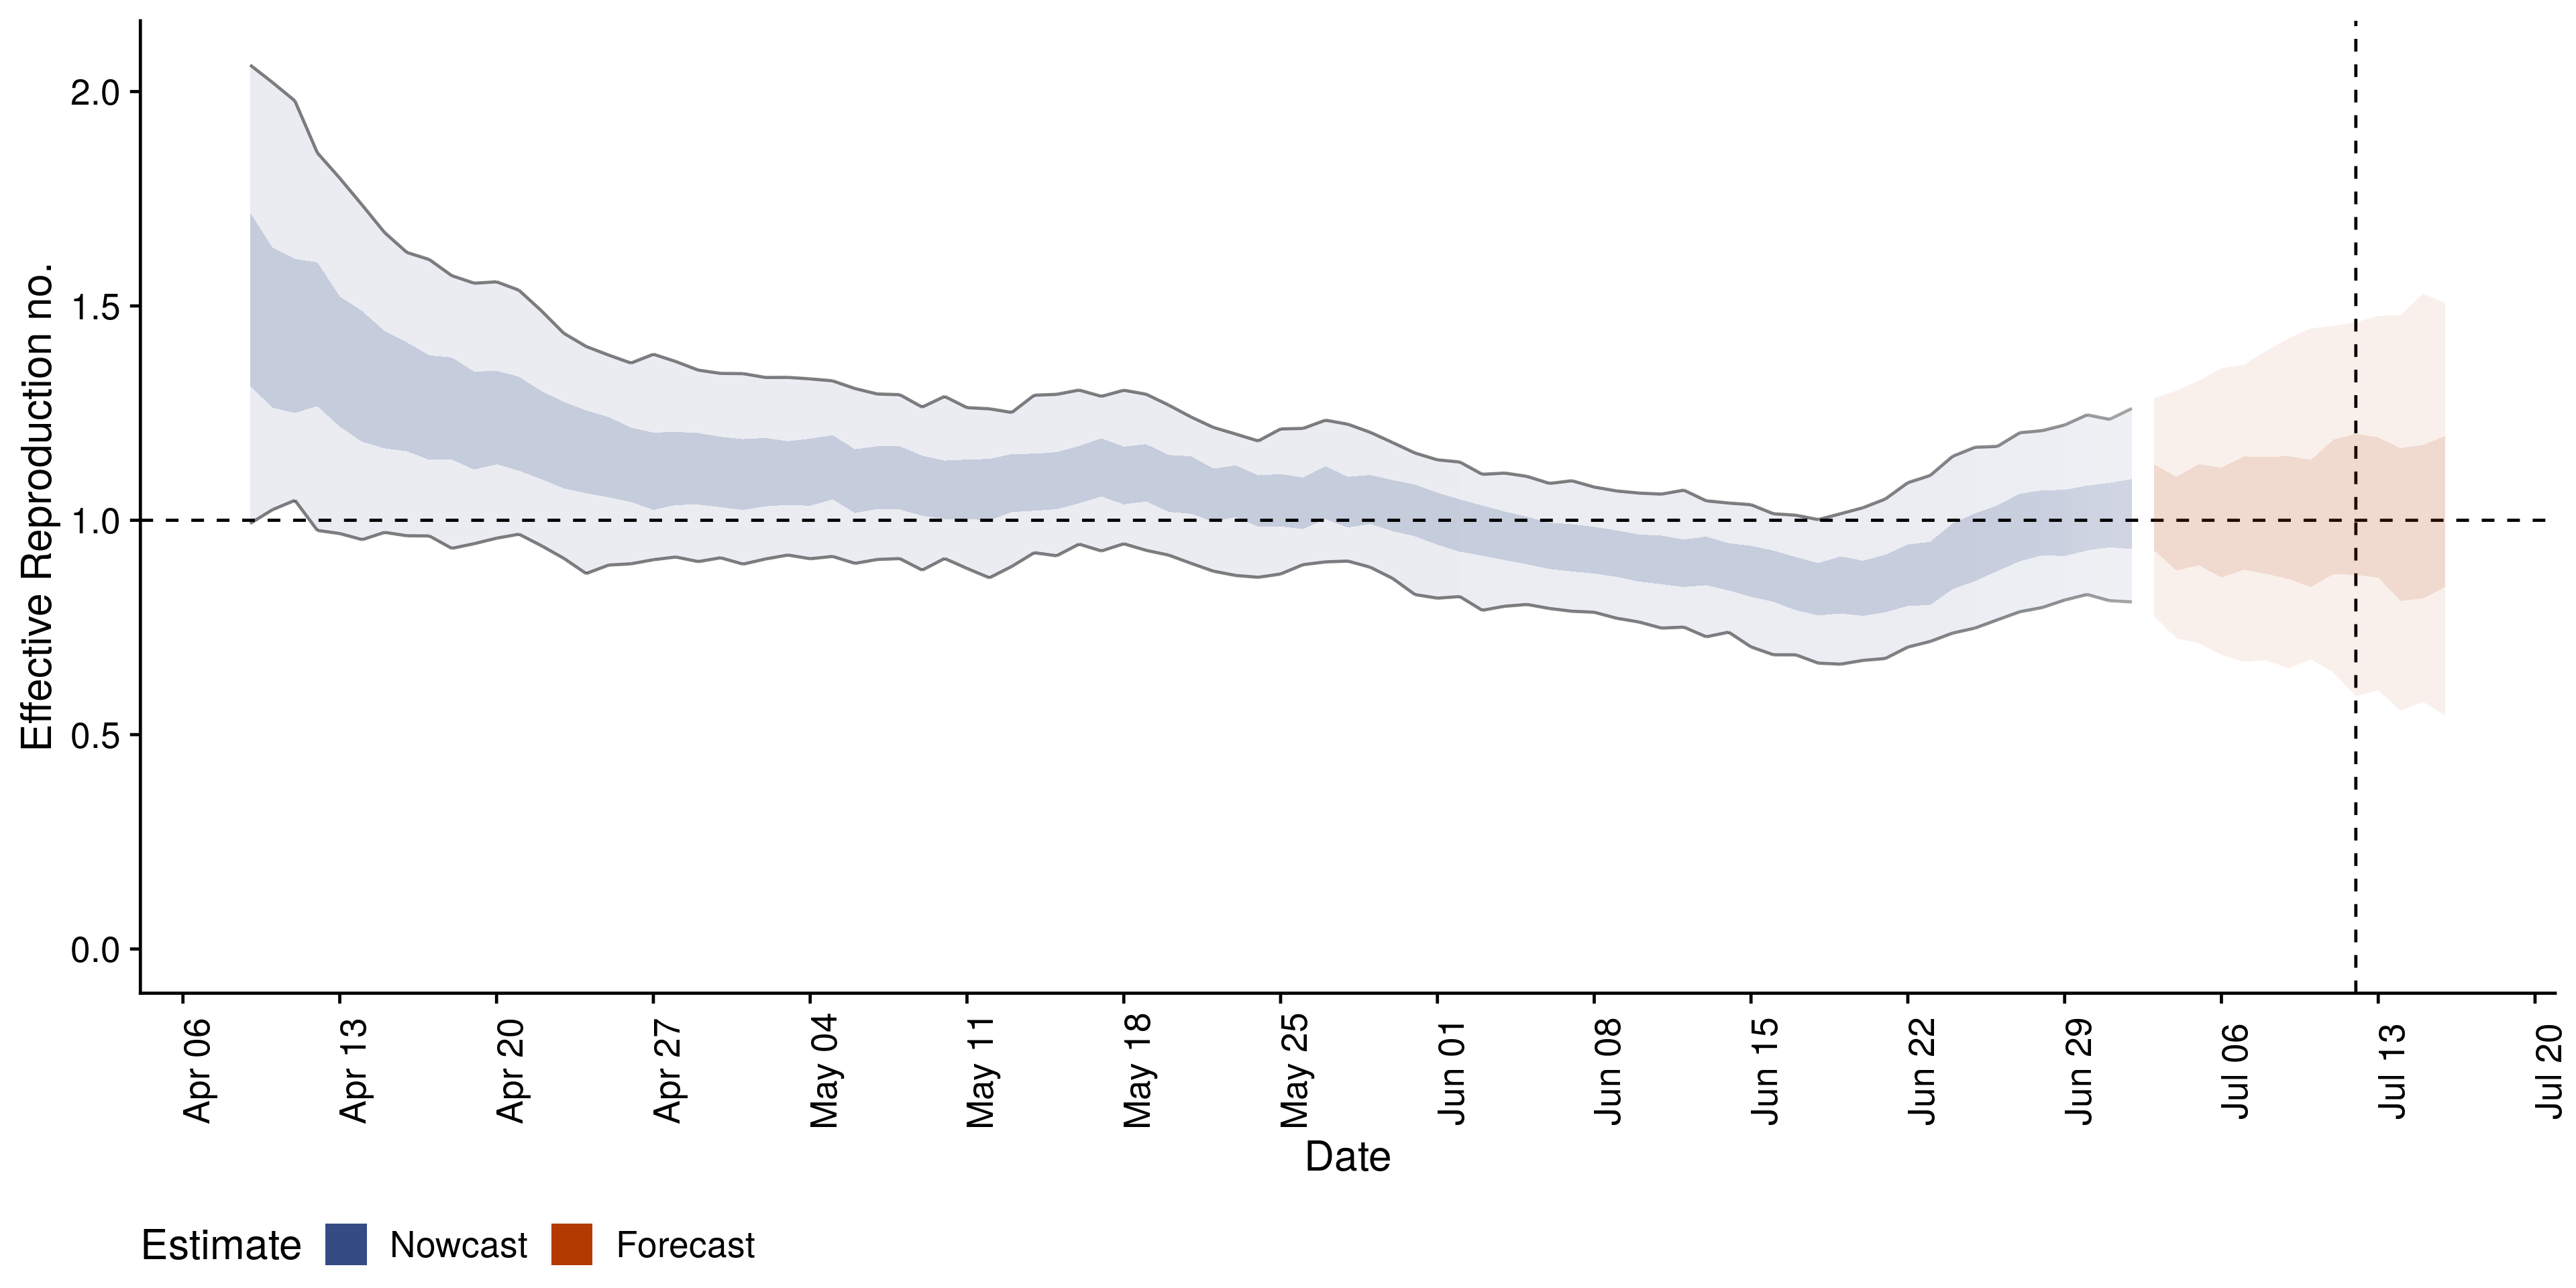 Effective Reproduction no.
2.0
1.5
1.0
0.5
0.0
Apr 06
Apr 13
Apr 20
Apr 27
May 04
May 11
May 18
May 25
Jun 01
Jun 08
Jun 15
Jun 22
Jun 29
Jul 06
Jul 13
Jul 20
Date
Estimate Nowcast Forecast